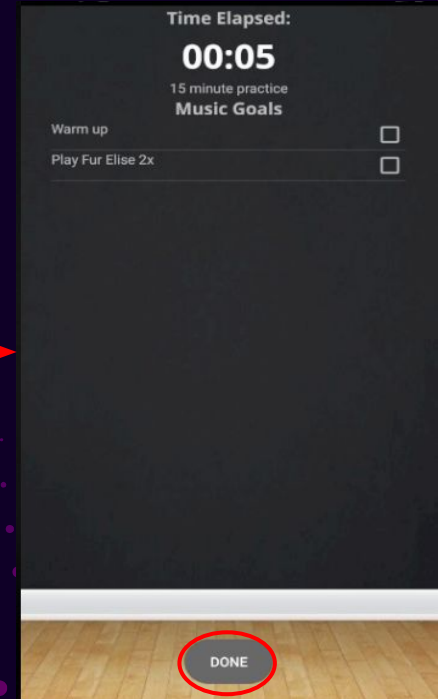 Time Elapsed:
00:05
15 minute practice
Music Goals
Warm up
Play Fur Elise 2x
DONE